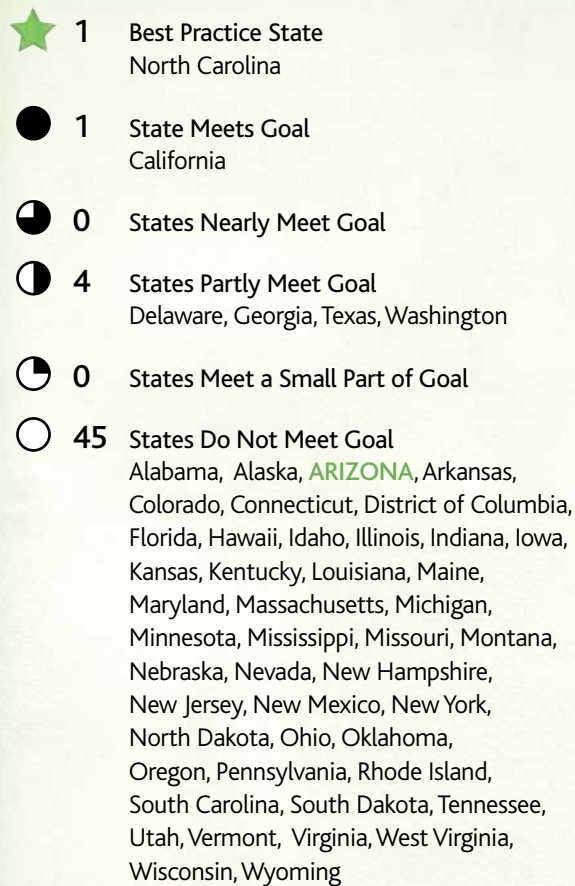 1 Best Practice State
North Carolina
1 State Meets Goal
California
0 States Nearly Meet Goal
4 States Partly Meet Goal
Delaware, Georgia, Texas, Washington
0 States Meet a Small Part of Goal
45 States Do Not Meet Goal
Alabama, Alaska, ARIZONA, Arkansas,
Colorado, Connecticut, District of Columbia,
Florida, Hawaii, Idaho, Illinois, Indiana, Iowa,
Kansas, Kentucky, Louisiana, Maine,
Maryland, Massachusetts, Michigan,
Minnesota, Mississippi, Missouri, Montana,
Nebraska, Nevada, New Hampshire,
New Jersey, New Mexico, New York,
North Dakota, Ohio, Oklahoma,
Oregon, Pennsylvania, Rhode Island,
South Carolina, South Dakota, Tennessee,
Utah, Vermont, Virginia, West Virginia,
Wisconsin, Wyoming